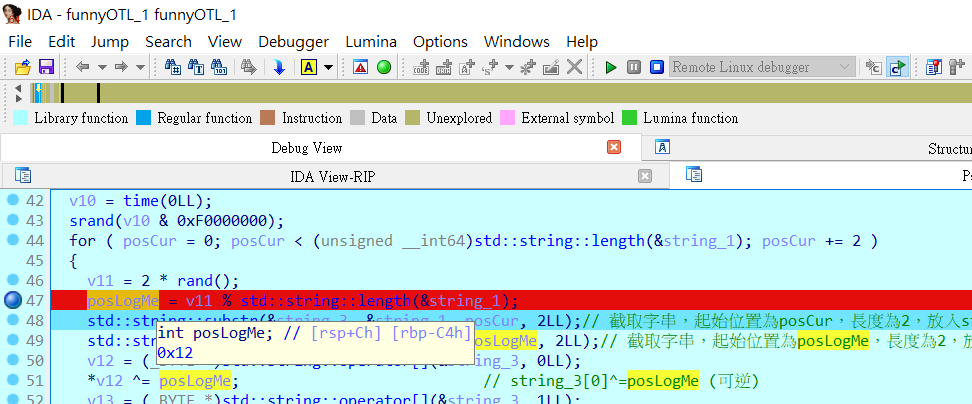 IDA - funnyOTL_1 funnyOTL_1
File Edit Jump Search View Debugger Lumina Options Windows Help
Remote Linux debugger
Library function Regular function Instruction Data Unexplored External symbol Lumina function
Debug View Structur
IDA View-RIP Ps
42 v10 = time(0LL);
43 srand(v10 & 0xF0000000);
44 for ( posCur = 0; posCur < (unsigned __int64)std::string::length(&string_1); posCur += 2 )
45 {
46 v11 = 2 * rand();
47 posLogMe = v11 % std::string::length(&string_1);
48 std::string::substr(&string_3, &string_1, posCur, 2LL);// 截取字串，起始位置為posCur，長度為2，放入st
int posLogMe; // [rsp+Ch] [rbp-C4h]
0x12
49 std: posLogMe, 2LL);// 截取字串，起始位置為posLogMe，長度為2，放
50 v12 = (_ &string_3, 0LL);
51 *v12 ^= posLogMe; // string_3[0]^=posLogMe (可逆)
52 v13 = (_BYTE *)std::string::operator[](&string_3, 1LL);